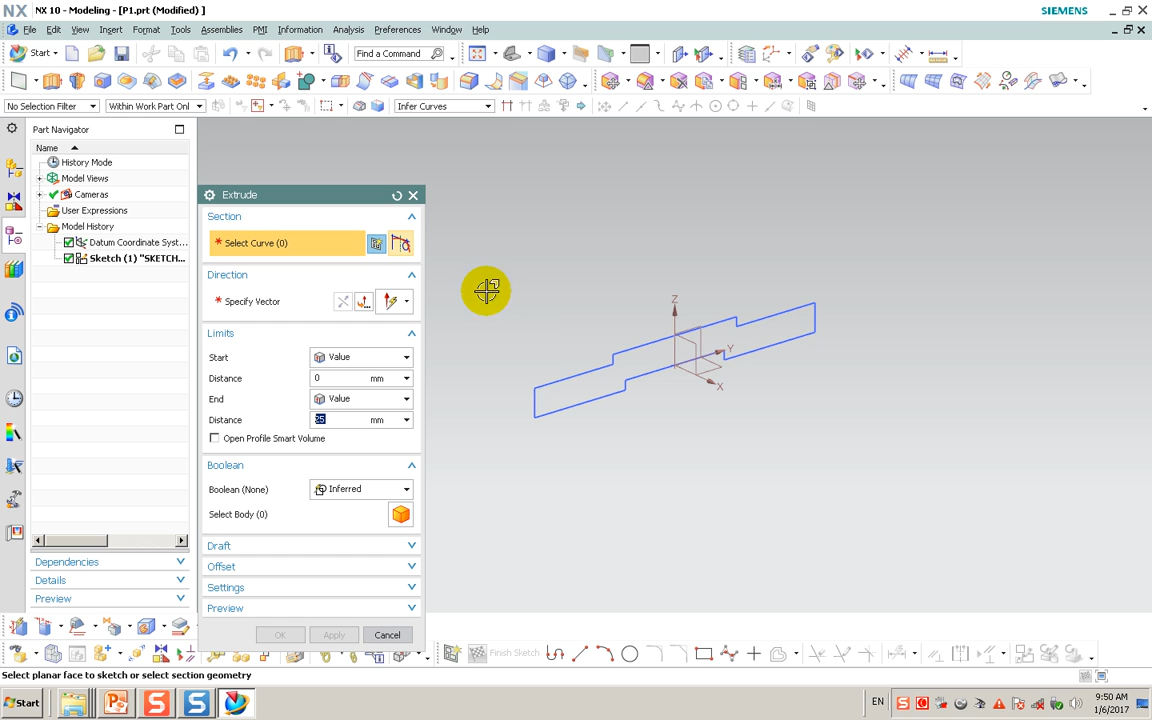 NX 10 - Modeling - [P1.prt (Modified) ]
SIEMENS
File Edit View Insert Format Tools Assemblies PMI Information Analysis Preferences Window Help
Start
Find a Command
No Selection Filter
Within Work Part Onl
Infer Curves
Part Navigator
Name
History Mode
Model Views
Cameras
User Expressions
Model History
Datum Coordinate Syst...
Sketch (1) "SKETCH...
Dependencies
Details
Preview
Extrude
Section
* Select Curve (0)
Direction
* Specify Vector
Limits
Start
Value
Distance
0 mm
End
Value
Distance
25 mm
Open Profile Smart Volume
Boolean
Boolean (None)
Inferred
Select Body (0)
Draft
Offset
Settings
Preview
OK
Apply
Cancel
Z
Y
X
Finish Sketch
Select planar face to sketch or select section geometry
Start
EN
9:50 AM
1/6/2017